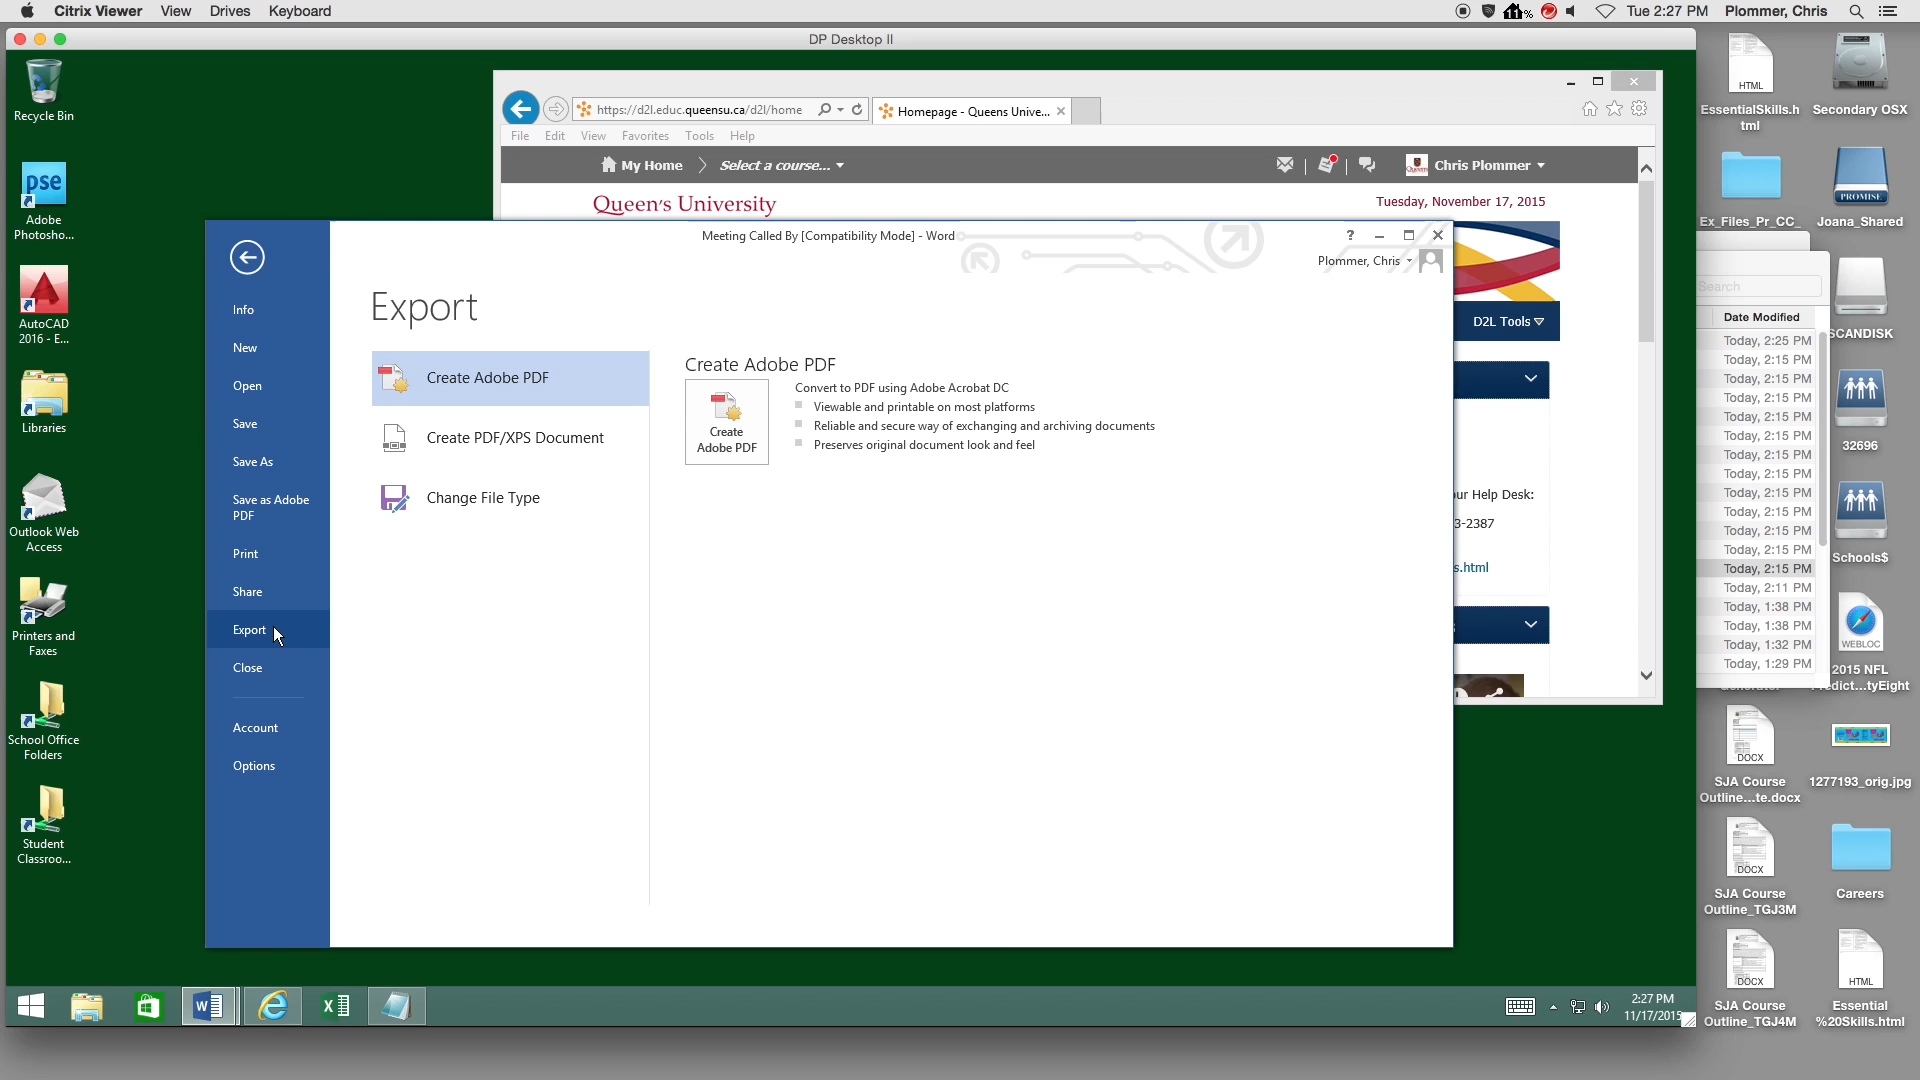 Citrix Viewer View Drives Keyboard
11% Tue 2:27 PM Plommer, Chris
DP Desktop II
Recycle Bin
pse
Adobe
Photosho...
AutoCAD
2016 - E...
Libraries
Outlook Web
Access
Printers and
Faxes
School Office
Folders
Student
Classroo...
https://d2l.educ.queensu.ca/d2l/home
Homepage - Queens Unive...
File Edit View Favorites Tools Help
My Home Select a course... Chris Plommer
Queen's University
Tuesday, November 17, 2015
D2L Tools
ur Help Desk:
3-2387
s.html
Meeting Called By [Compatibility Mode] - Word
?
Plommer, Chris
Info
New
Open
Save
Save As
Save as Adobe
PDF
Print
Share
Export
Close
Account
Options
Export
Create Adobe PDF
Create PDF/XPS Document
Change File Type
Create Adobe PDF
Create
Adobe PDF
Convert to PDF using Adobe Acrobat DC
Viewable and printable on most platforms
Reliable and secure way of exchanging and archiving documents
Preserves original document look and feel
2:27 PM
11/17/2015
HTML
EssentialSkills.h
tml
Secondary OSX
Ex_Files_Pr_CC_
PROMISE
Joana_Shared
Search
Date Modified
Today, 2:25 PM
Today, 2:15 PM
Today, 2:15 PM
Today, 2:15 PM
Today, 2:15 PM
Today, 2:15 PM
Today, 2:15 PM
Today, 2:15 PM
Today, 2:15 PM
Today, 2:15 PM
Today, 2:15 PM
Today, 2:15 PM
Today, 2:15 PM
Today, 2:11 PM
Today, 1:38 PM
Today, 1:38 PM
Today, 1:32 PM
Today, 1:29 PM
SCANDISK
32696
Schools$
WEBLOC
2015 NFL
Predict...tyEight
DOCX
SJA Course
Outline...te.docx
1277193_orig.jpg
DOCX
SJA Course
Outline_TGJ3M
Careers
DOCX
SJA Course
Outline_TGJ4M
HTML
Essential
%20Skills.html